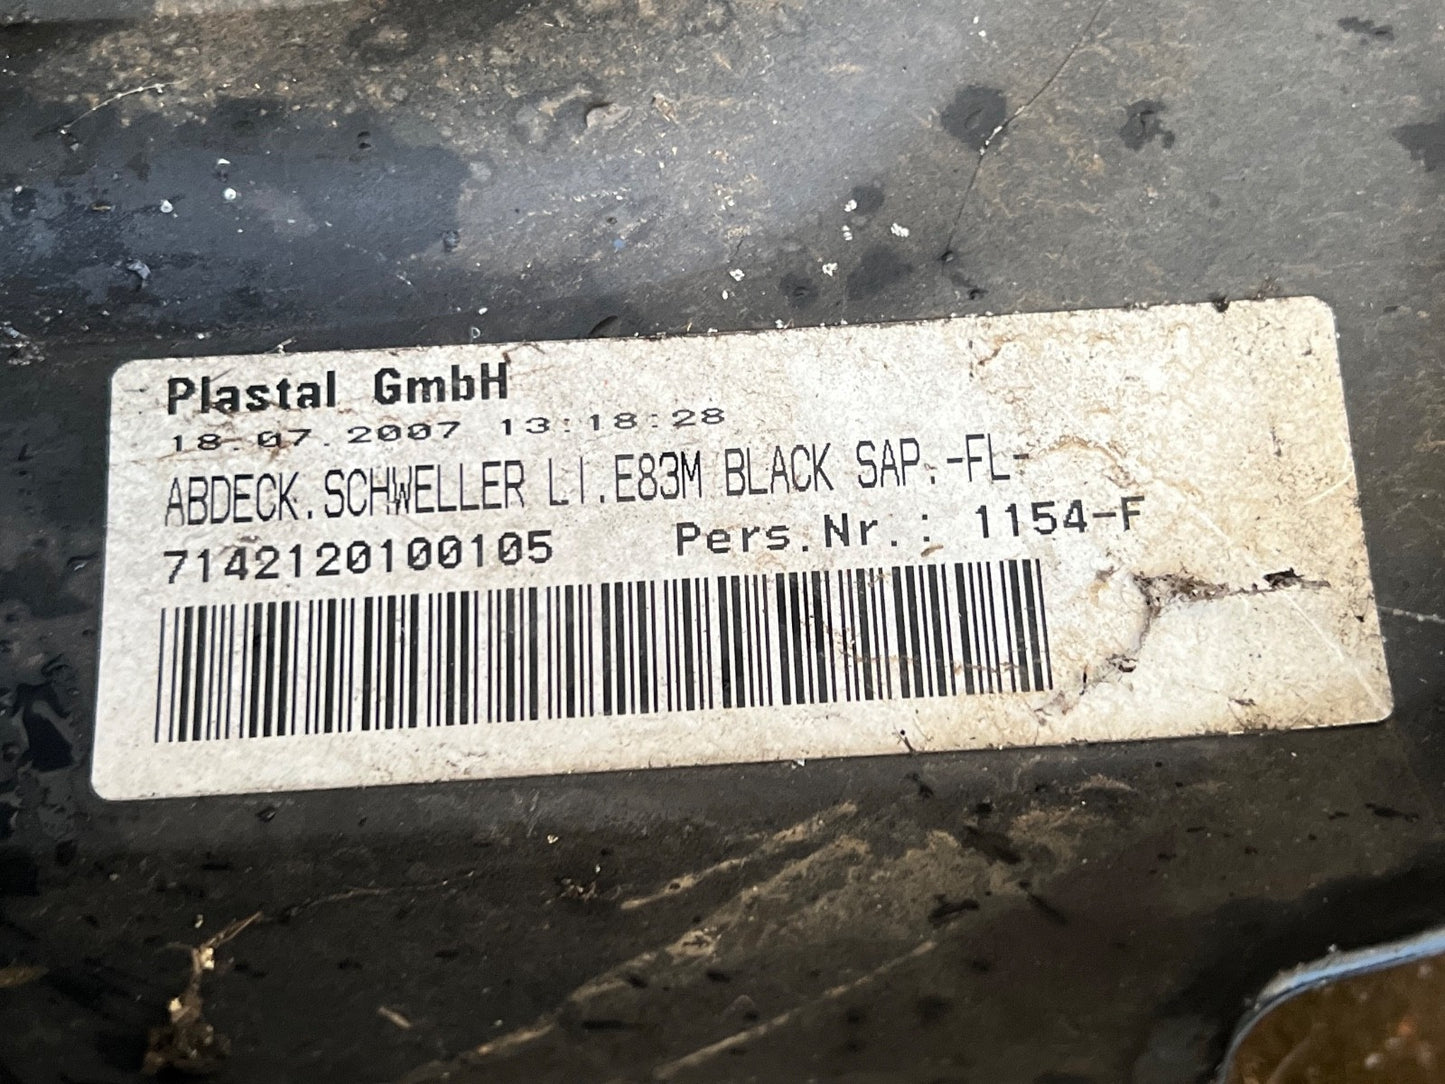 Plastal GmbH
18.07.2007 13:18:28
ABDECK.SCHWELLER LI.E83M BLACK SAP.-FL-
7142120100105 Pers.Nr.: 1154-F